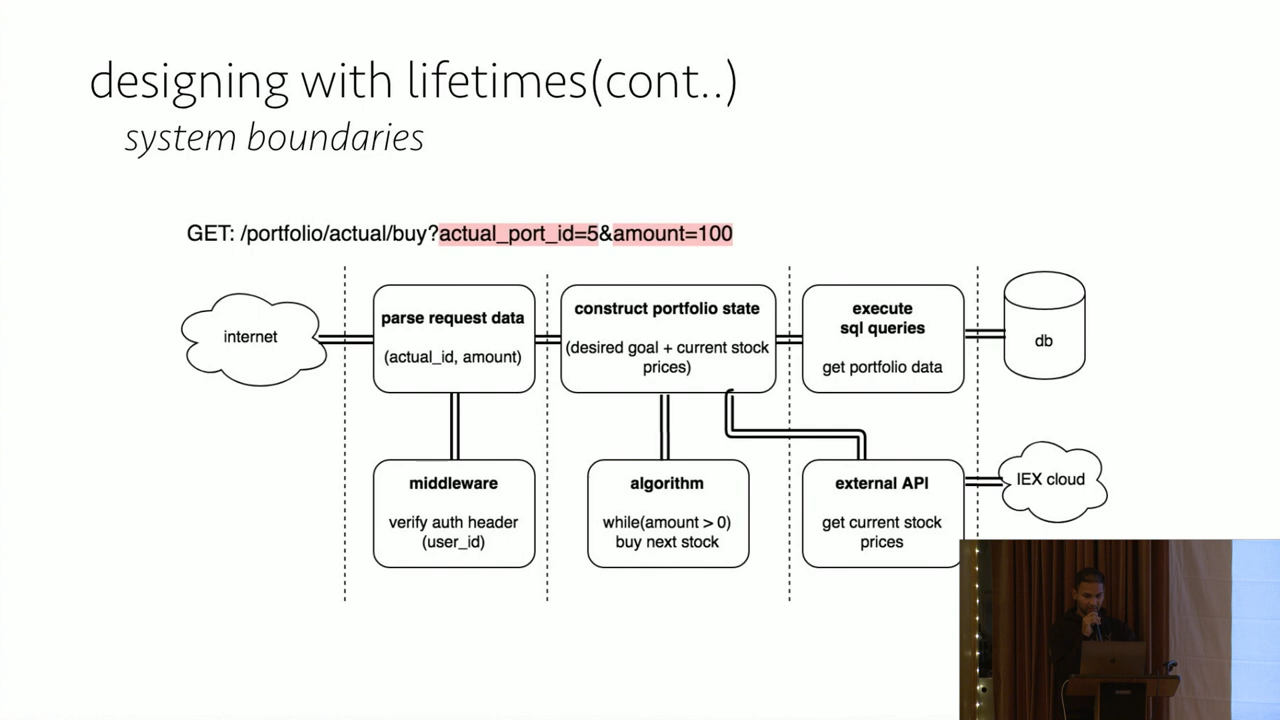 designing with lifetimes(cont..)
system boundaries
GET: /portfolio/actual/buy?actual_port_id=5&amount=100
internet
parse request data
(actual_id, amount)
construct portfolio state
(desired goal + current stock
prices)
execute
sql queries
get portfolio data
db
middleware
verify auth header
(user_id)
algorithm
while(amount > 0)
buy next stock
external API
get current stock
prices
IEX cloud